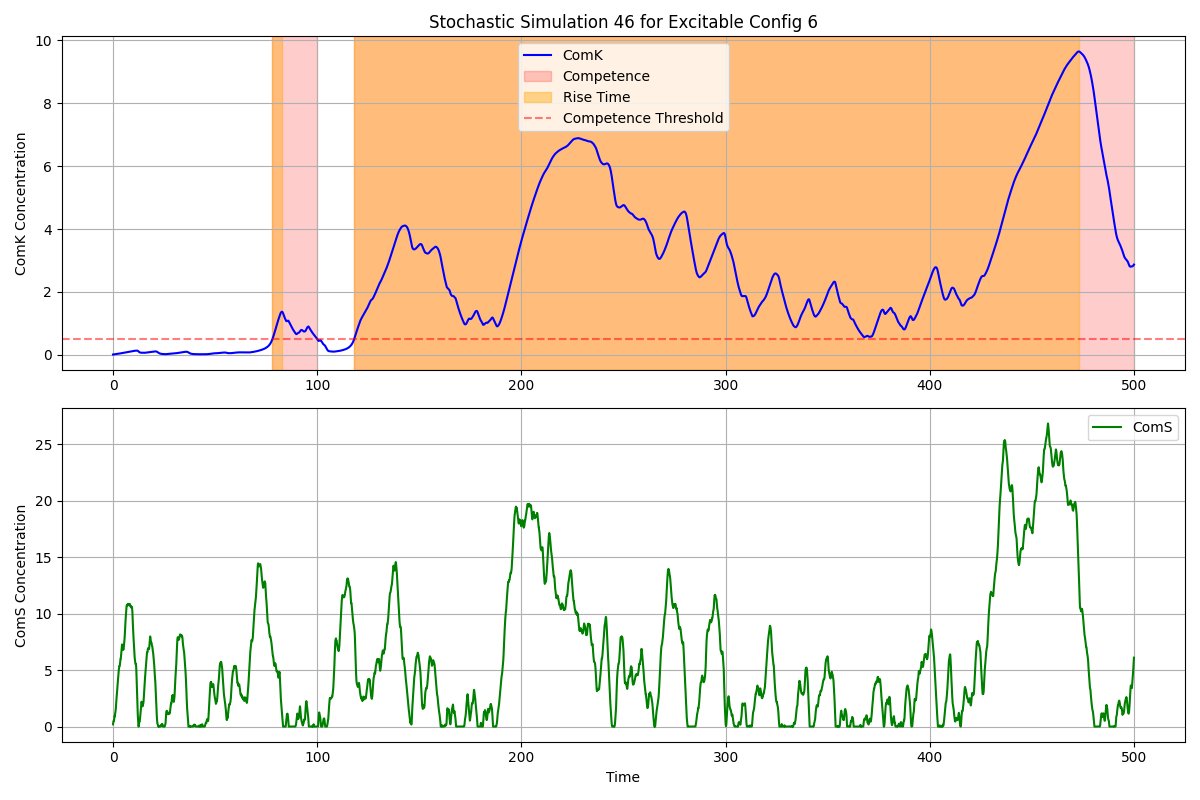 Stochastic Simulation 46 for Excitable Config 6
ComK Concentration
10
8
6
4
2
0
ComK
Competence
Rise Time
Competence Threshold
0 100 200 300 400 500
ComS Concentration
25
20
15
10
5
0
ComS
0 100 200 300 400 500
Time